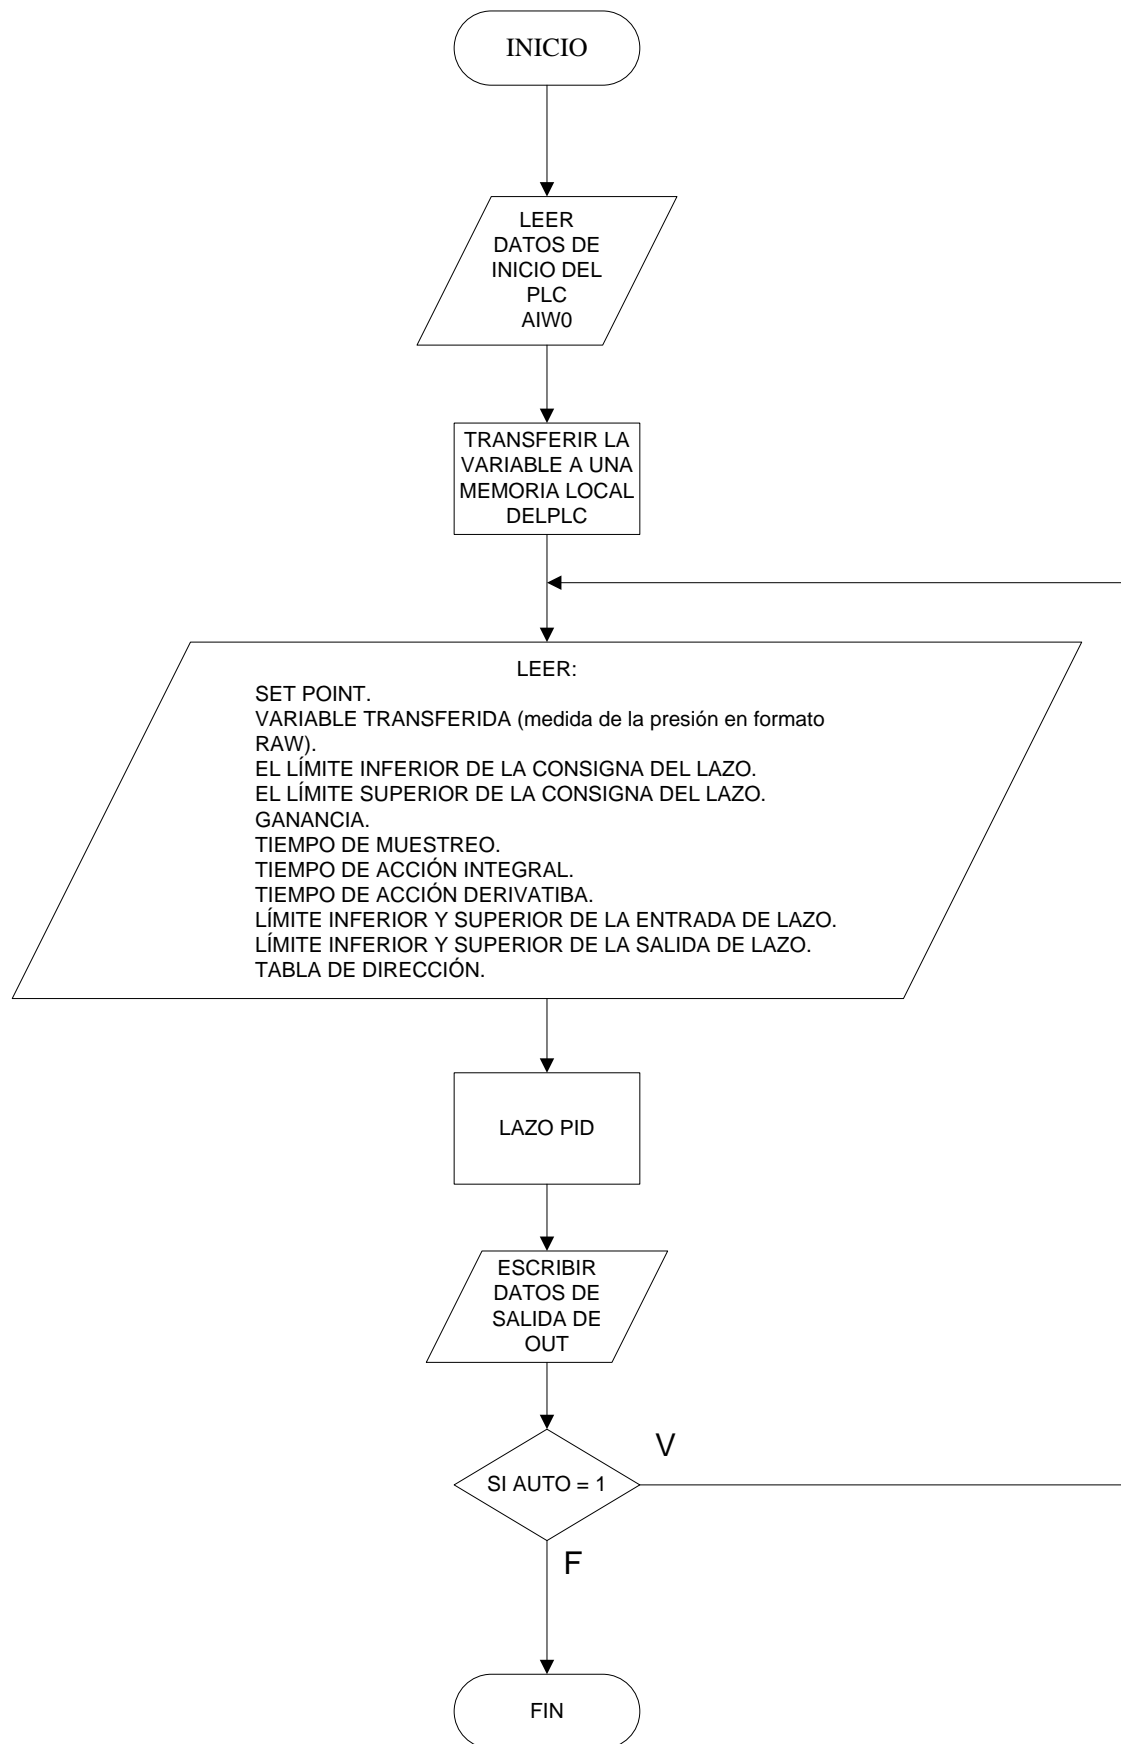 INICIO
LEER
DATOS DE
INICIO DEL
PLC
AIW0
TRANSFERIR LA
VARIABLE A UNA
MEMORIA LOCAL
DELPLC
LEER:
SET POINT.
VARIABLE TRANSFERIDA (medida de la presión en formato
RAW).
EL LÍMITE INFERIOR DE LA CONSIGNA DEL LAZO.
EL LÍMITE SUPERIOR DE LA CONSIGNA DEL LAZO.
GANANCIA.
TIEMPO DE MUESTREO.
TIEMPO DE ACCIÓN INTEGRAL.
TIEMPO DE ACCIÓN DERIVATIBA.
LÍMITE INFERIOR Y SUPERIOR DE LA ENTRADA DE LAZO.
LÍMITE INFERIOR Y SUPERIOR DE LA SALIDA DE LAZO.
TABLA DE DIRECCIÓN.
LAZO PID
ESCRIBIR
DATOS DE
SALIDA DE
OUT
V
SI AUTO = 1
F
FIN